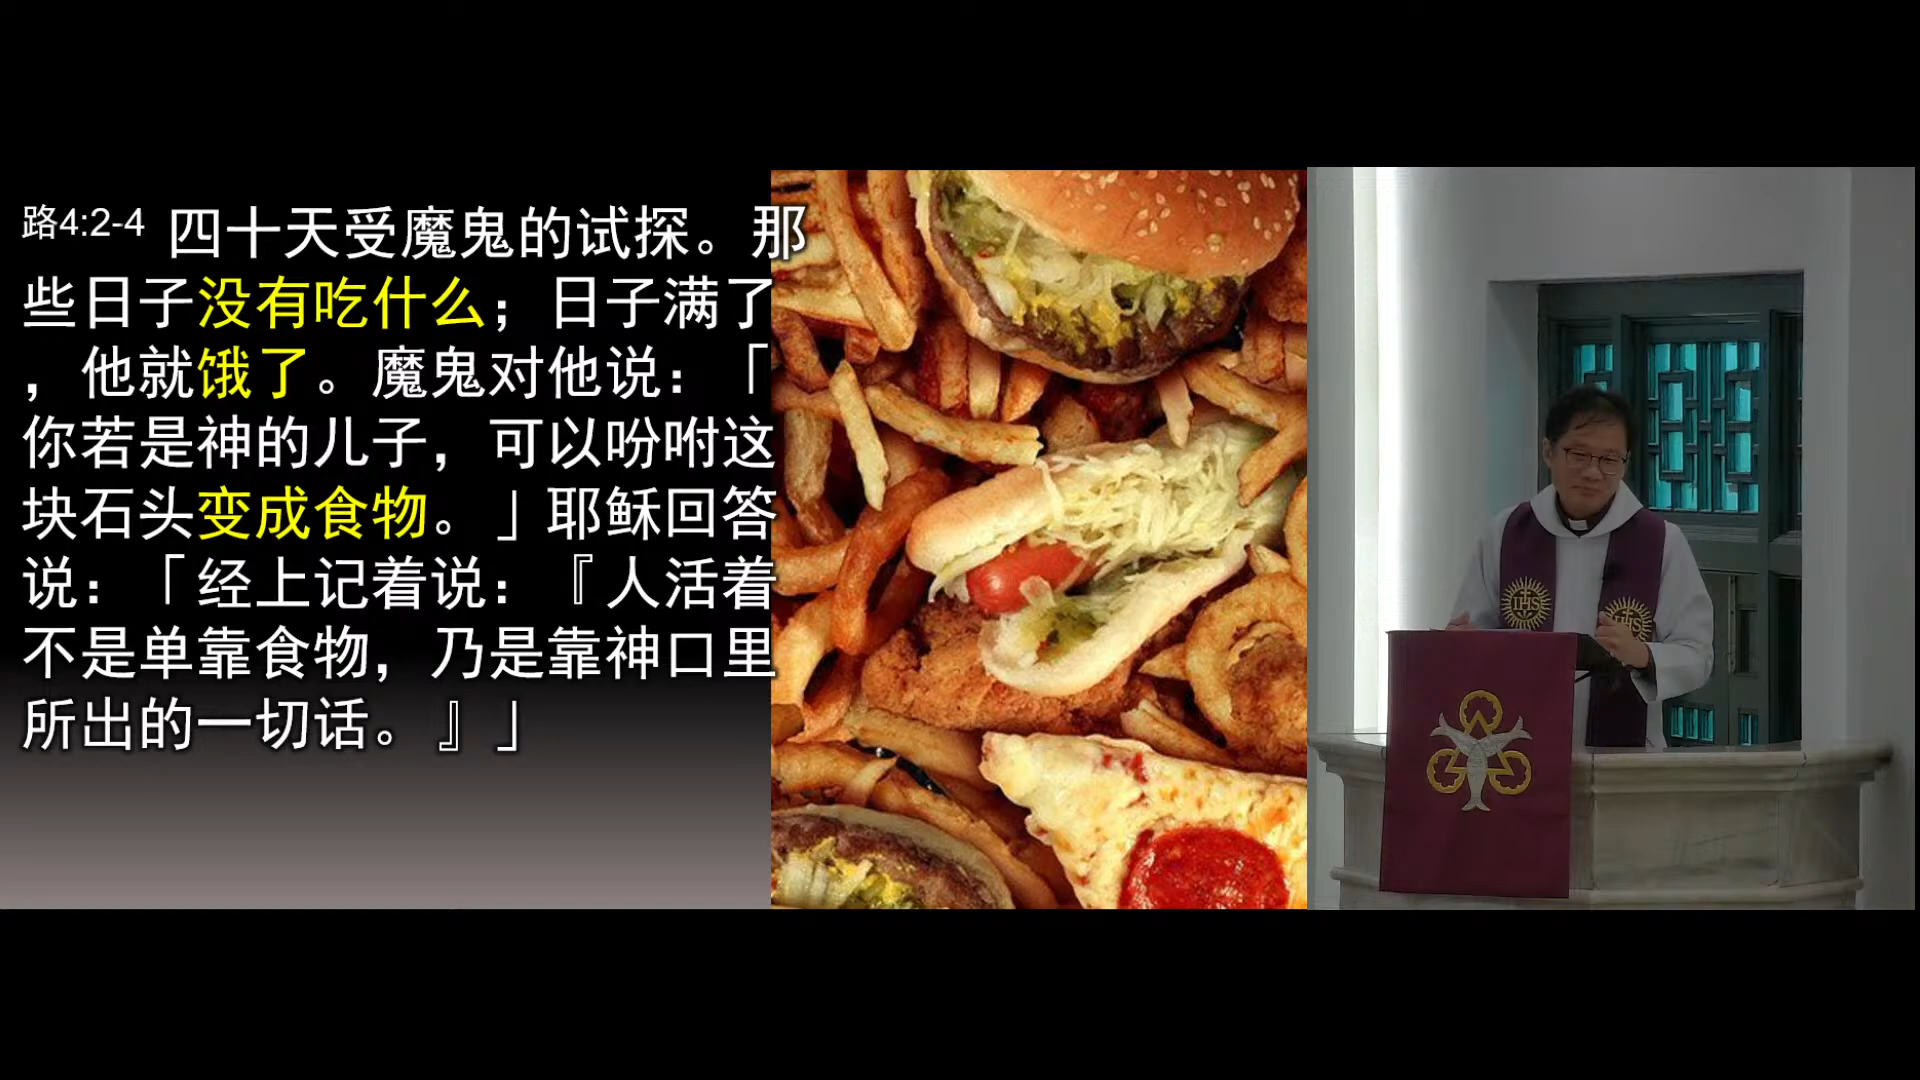 路4:2-4 四十天受魔鬼的试探。那
些日子没有吃什么；日子满了
，他就饿了。魔鬼对他说：「
你若是神的儿子，可以吩咐这
块石头变成食物。」耶稣回答
说：「经上记着说：『人活着
不是单靠食物，乃是靠神口里
所出的一切话。』」
IHS
IHS